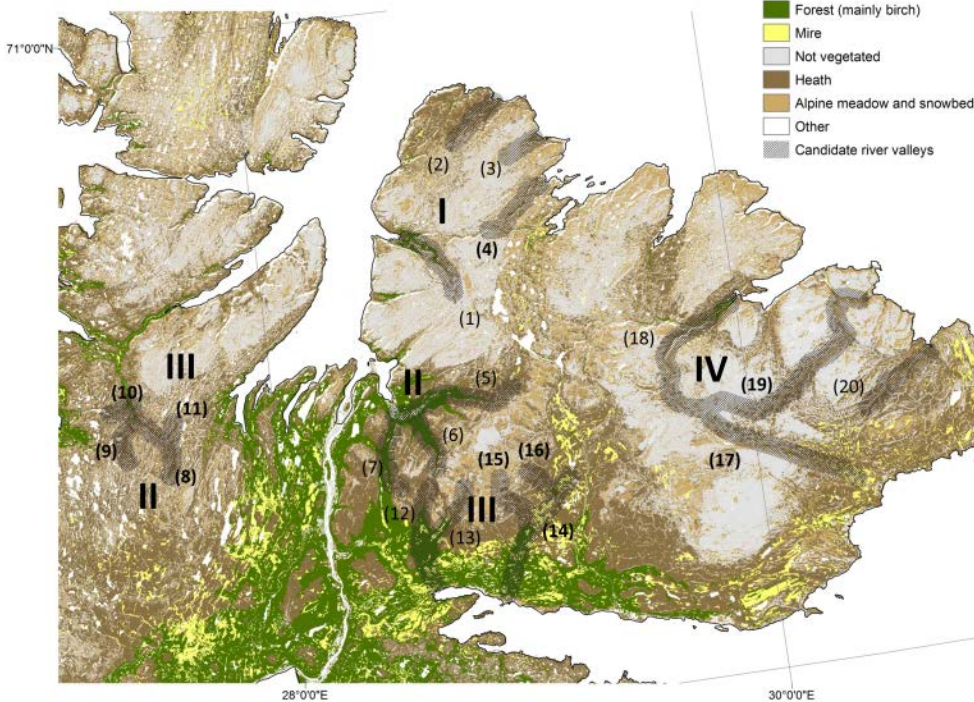 Forest (mainly birch)
Mire
Not vegetated
Heath
Alpine meadow and snowbed
Other
Candidate river valleys
71°0'0"N
(2)
(3)
I
(4)
(1)
(18)
III
IV
(19)
(20)
II
(5)
(10)
(11)
(6)
(9)
(8)
(7)
(15)
(16)
(17)
II
(12)
III
(13)
(14)
28°0'0"E
30°0'0"E